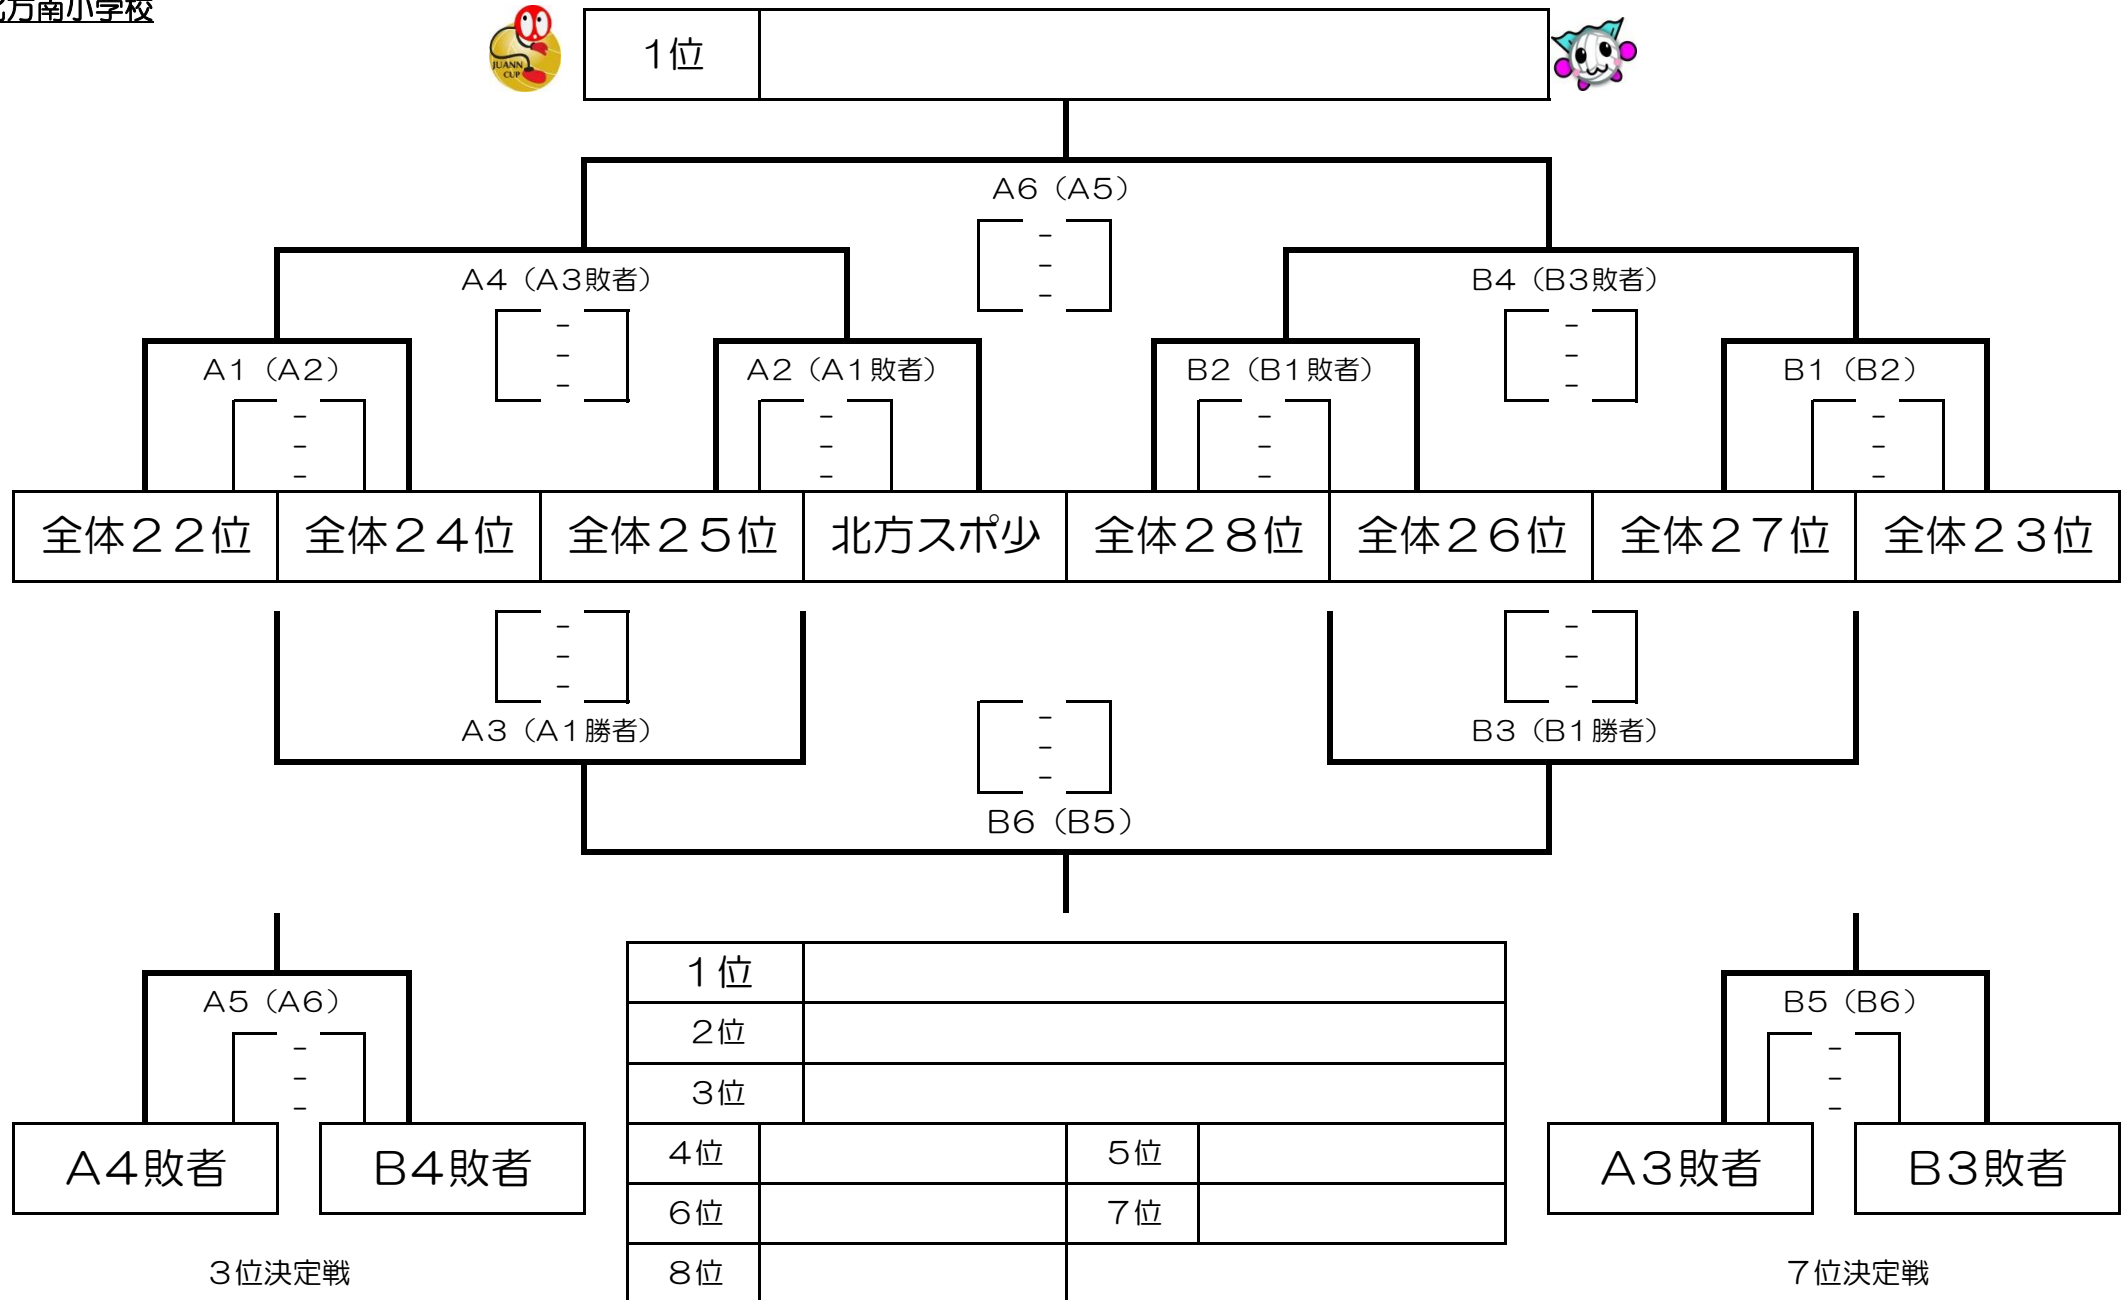 北方南小学校
JUANN
CUP
1位
A6（A5）
-
-
-
A4（A3敗者）
-
-
-
B4（B3敗者）
-
-
-
A1（A2）
-
-
-
A2（A1敗者）
-
-
-
B2（B1敗者）
-
-
-
B1（B2）
-
-
-
全体２２位 全体２４位 全体２５位 北方スポ少 全体２８位 全体２６位 全体２７位 全体２３位
-
-
-
A3（A1勝者）
-
-
-
B3（B1勝者）
-
-
-
B6（B5）
A5（A6）
-
-
-
A4敗者 B4敗者
3位決定戦
1位
2位
3位
4位 5位
6位 7位
8位
B5（B6）
-
-
-
A3敗者 B3敗者
7位決定戦